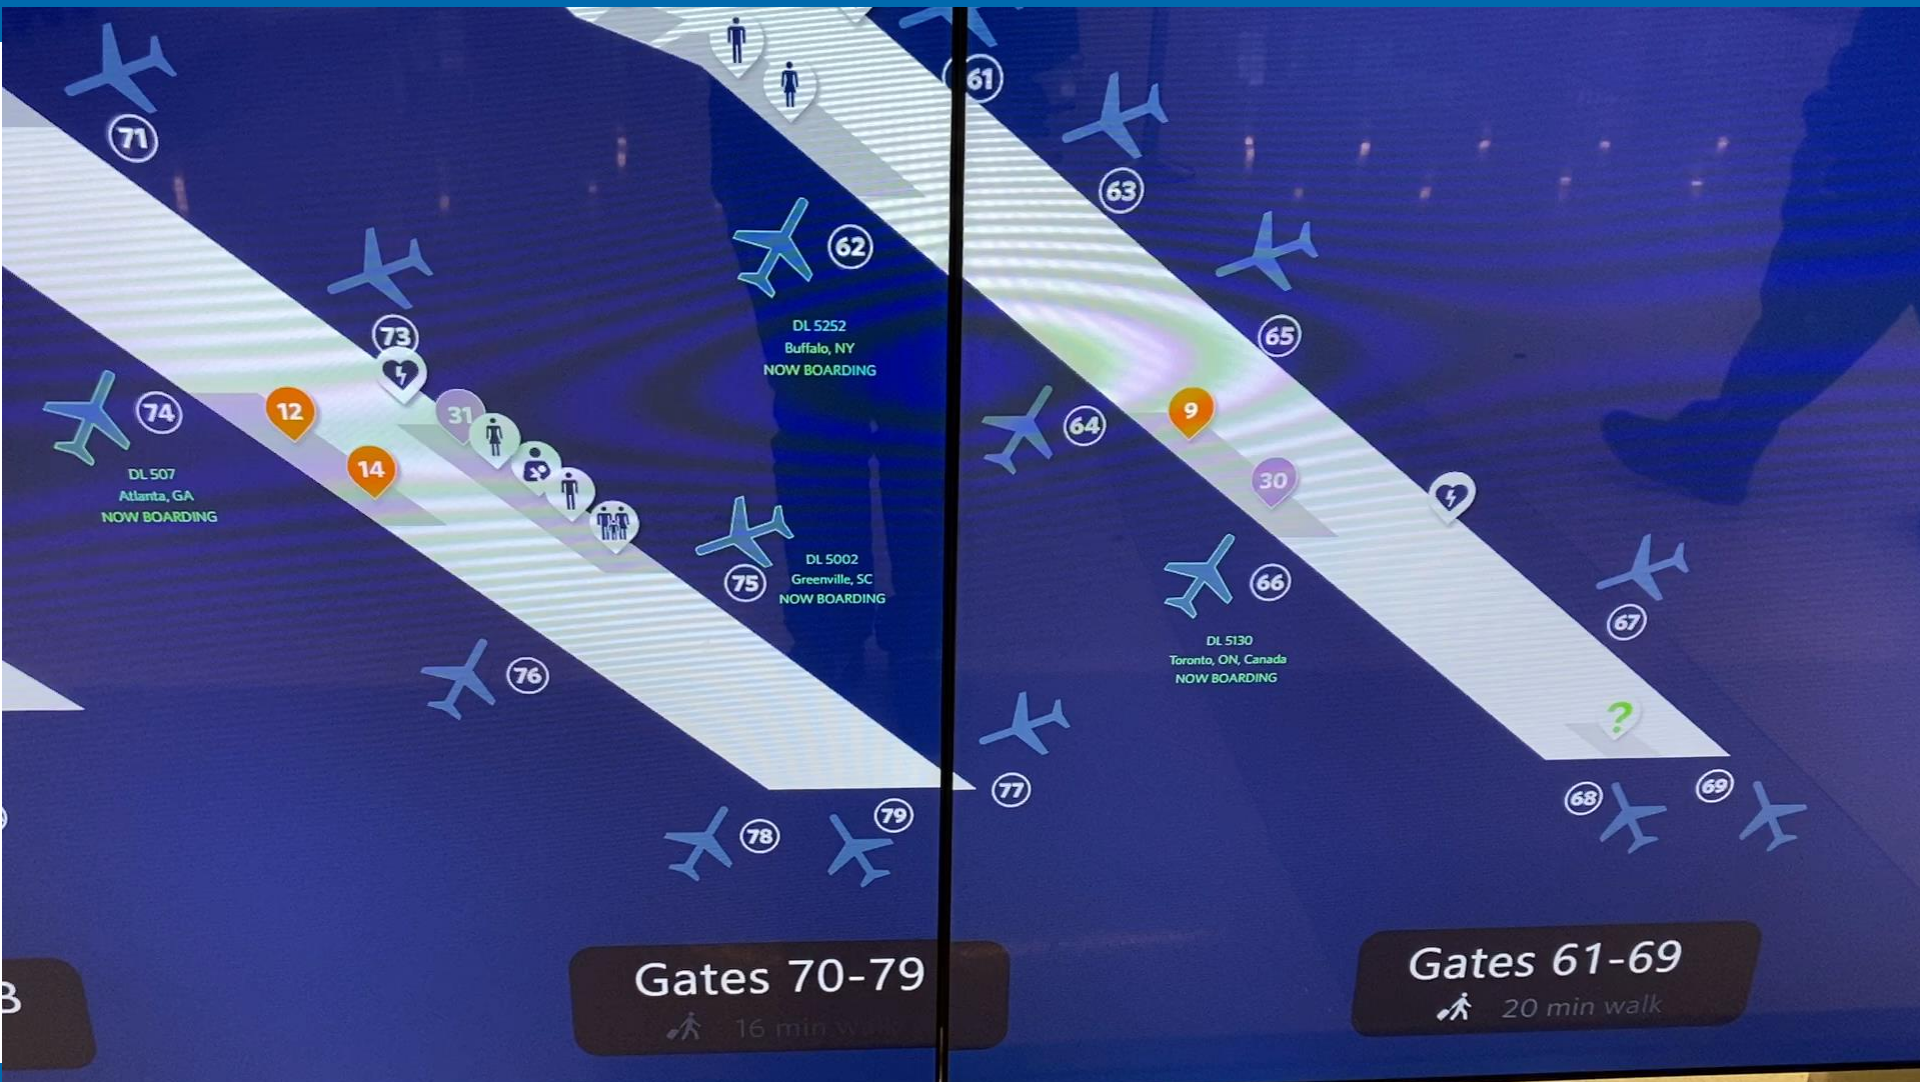 61
71
63
62
DL 5252
Buffalo, NY
NOW BOARDING
73
65
74
12
31
64
9
14
30
DL 507
Atlanta, GA
NOW BOARDING
75
DL 5002
Greenville, SC
NOW BOARDING
66
DL 5130
Toronto, ON, Canada
NOW BOARDING
67
76
?
77
68
69
78
79
Gates 70-79
16 min walk
Gates 61-69
20 min walk